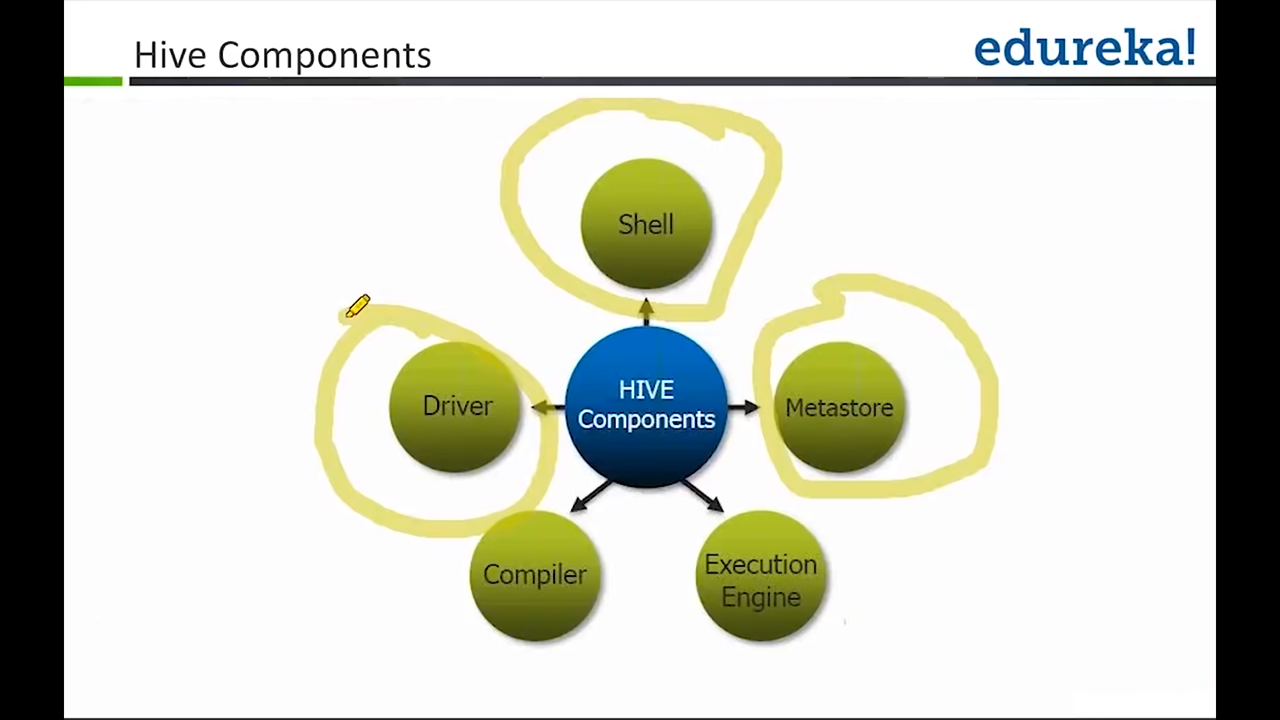 Hive Components
edureka!
Shell
HIVE
Components
Driver
Metastore
Compiler
Execution
Engine